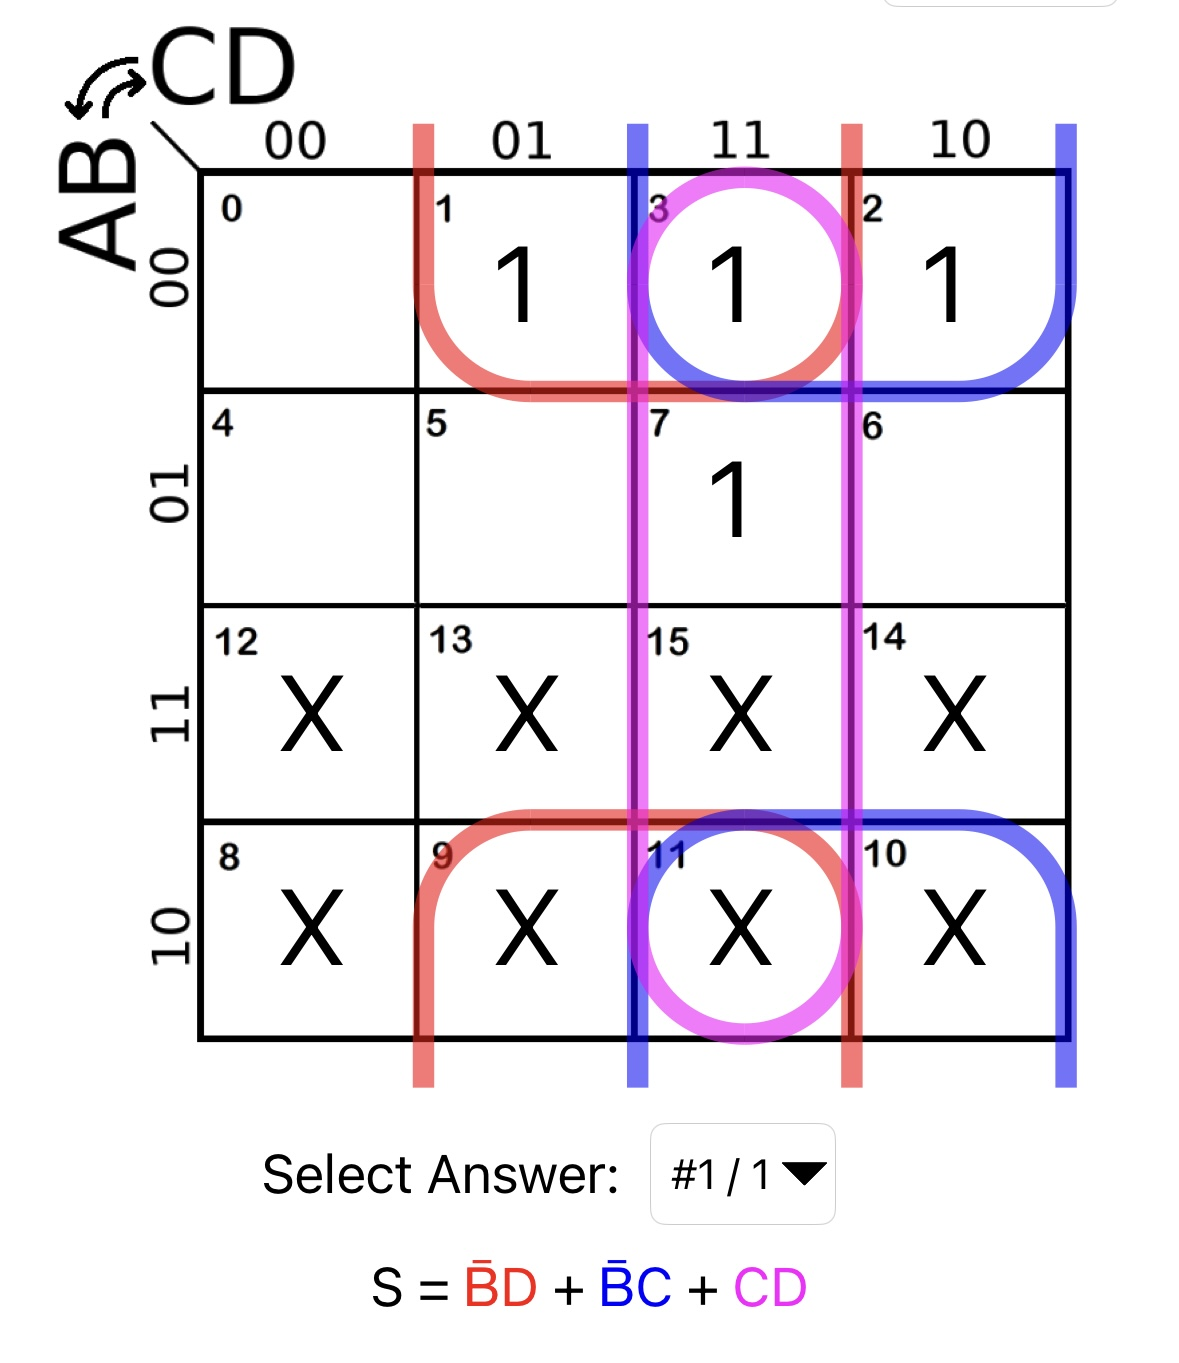 CD
AB
00 01 11 10
00
0 1 3 2
1 1 1
01
4 5 7 6
1
11
12 13 15 14
X X X X
10
8 9 11 10
X X X X
Select Answer: #1 / 1
S = B̄D + B̄C + CD